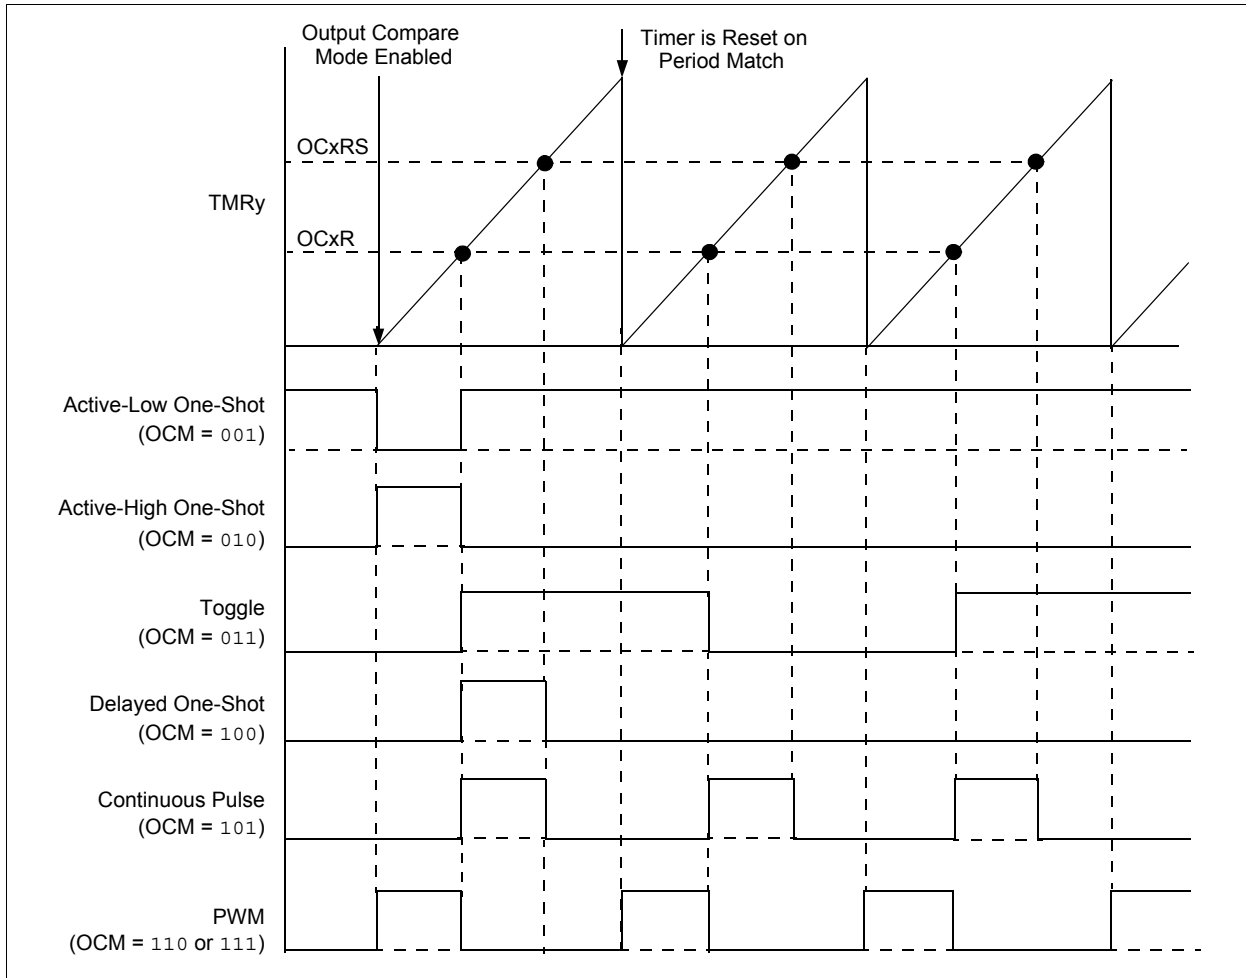 Output Compare
Mode Enabled
Timer is Reset on
Period Match
OCxRS
TMRy
OCxR
Active-Low One-Shot
(OCM = 001)
Active-High One-Shot
(OCM = 010)
Toggle
(OCM = 011)
Delayed One-Shot
(OCM = 100)
Continuous Pulse
(OCM = 101)
PWM
(OCM = 110 or 111)